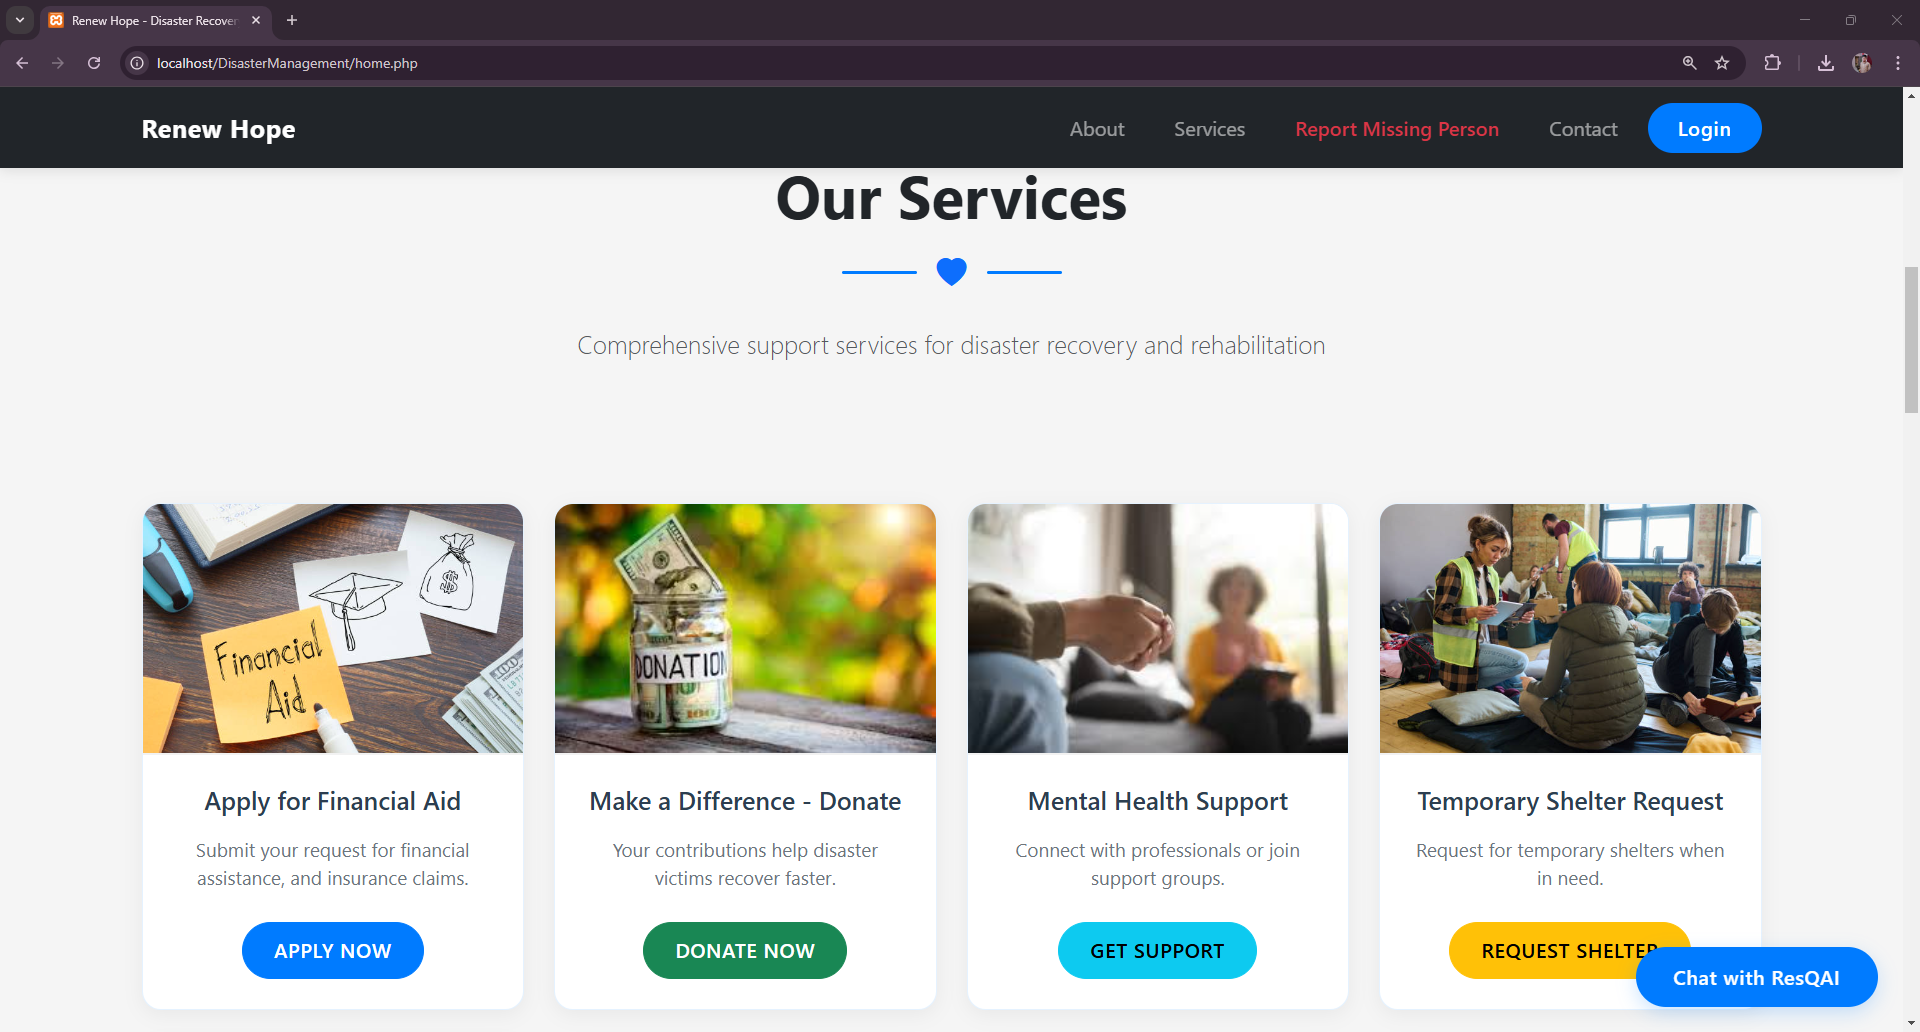 Renew Hope - Disaster Recover
localhost/DisasterManagement/home.php
Renew Hope
About
Services
Report Missing Person
Contact
Login
Our Services
Comprehensive support services for disaster recovery and rehabilitation
Financial
Aid
DONATION
Apply for Financial Aid
Submit your request for financial
assistance, and insurance claims.
APPLY NOW
Make a Difference - Donate
Your contributions help disaster
victims recover faster.
DONATE NOW
Mental Health Support
Connect with professionals or join
support groups.
GET SUPPORT
Temporary Shelter Request
Request for temporary shelters when
in need.
REQUEST SHELTER
Chat with ResQAI